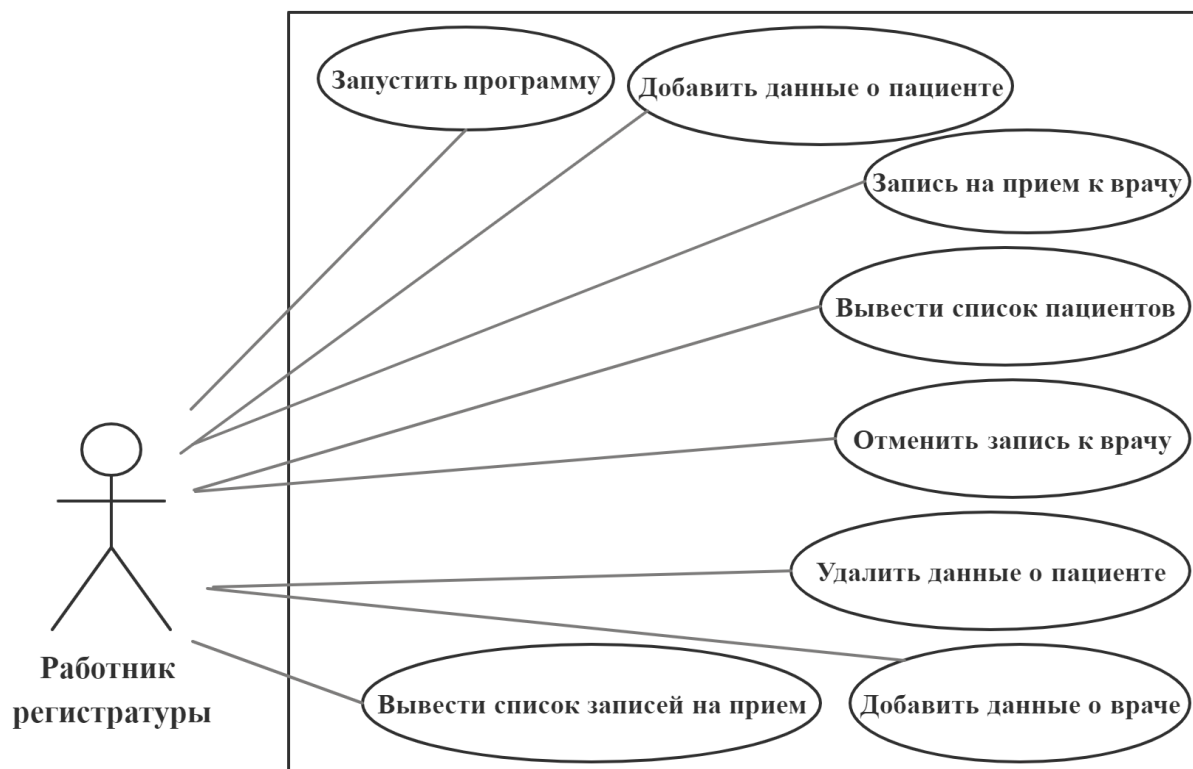 Запустить программу
Добавить данные о пациенте
Запись на прием к врачу
Вывести список пациентов
Отменить запись к врачу
Удалить данные о пациенте
Работник
регистратуры
Вывести список записей на прием
Добавить данные о враче